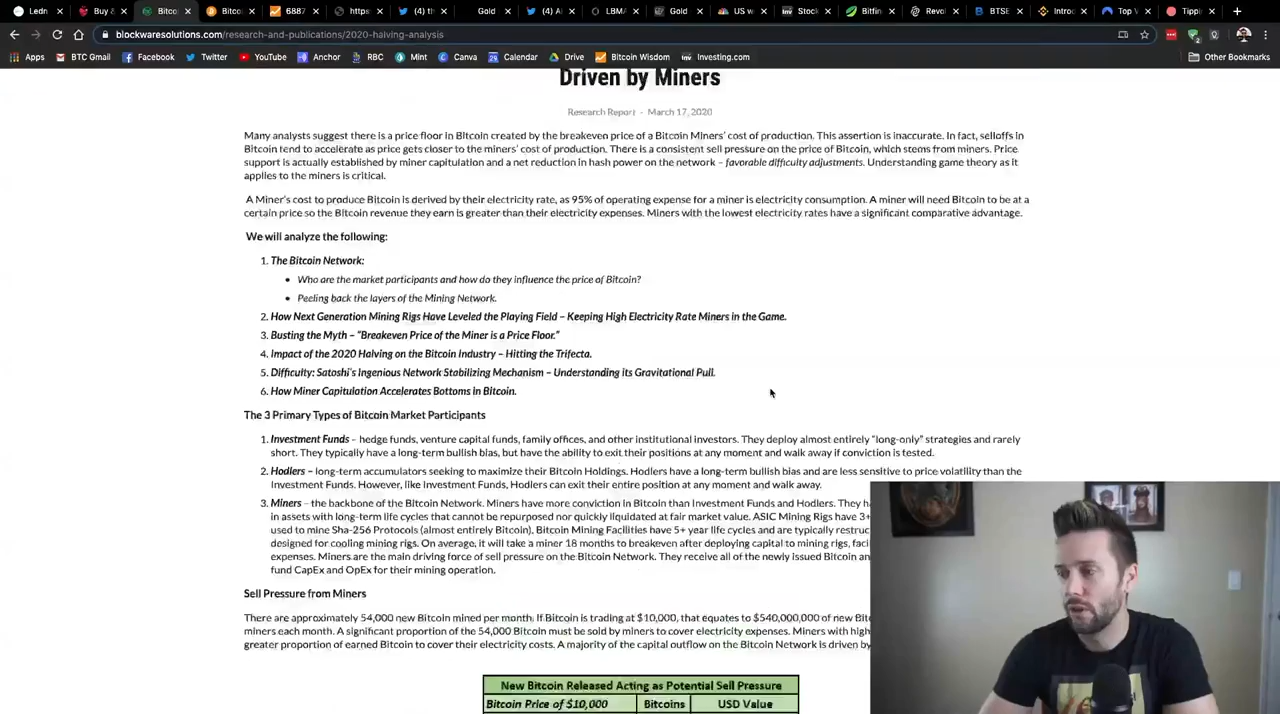 Ledn
Buy &
Bitco
Bitco
6887
https
(4) th
Gold
(4) A
LBMA
Gold
US w
Stoc
Bitfin
Revol
BTSE
Introc
Top V
Tippi
blockwaresolutions.com/research-and-publications/2020-halving-analysis
Apps BTC Gmail Facebook Twitter YouTube Anchor RBC Mint Canva Calendar Drive Bitcoin Wisdom Investing.com Other Bookmarks
Driven by Miners
Research Report - March 17, 2020
Many analysts suggest there is a price floor in Bitcoin created by the breakeven price of a Bitcoin Miners' cost of production. This assertion is inaccurate. In fact, selloffs in
Bitcoin tend to accelerate as price gets closer to the miners' cost of production. There is a consistent sell pressure on the price of Bitcoin, which stems from miners. Price
support is actually established by miner capitulation and a net reduction in hash power on the network – favorable difficulty adjustments. Understanding game theory as it
applies to the miners is critical.
A Miner's cost to produce Bitcoin is derived by their electricity rate, as 95% of operating expense for a miner is electricity consumption. A miner will need Bitcoin to be at a
certain price so the Bitcoin revenue they earn is greater than their electricity expenses. Miners with the lowest electricity rates have a significant comparative advantage.
We will analyze the following:
1. The Bitcoin Network:
• Who are the market participants and how do they influence the price of Bitcoin?
• Peeling back the layers of the Mining Network.
2. How Next Generation Mining Rigs Have Leveled the Playing Field – Keeping High Electricity Rate Miners in the Game.
3. Busting the Myth – "Breakeven Price of the Miner is a Price Floor."
4. Impact of the 2020 Halving on the Bitcoin Industry – Hitting the Trifecta.
5. Difficulty: Satoshi's Ingenious Network Stabilizing Mechanism – Understanding its Gravitational Pull.
6. How Miner Capitulation Accelerates Bottoms in Bitcoin.
The 3 Primary Types of Bitcoin Market Participants
1. Investment Funds – hedge funds, venture capital funds, family offices, and other institutional investors. They deploy almost entirely "long-only" strategies and rarely
short. They typically have a long-term bullish bias, but have the ability to exit their positions at any moment and walk away if conviction is tested.
2. Hodlers – long-term accumulators seeking to maximize their Bitcoin Holdings. Hodlers have a long-term bullish bias and are less sensitive to price volatility than the
Investment Funds. However, like Investment Funds, Hodlers can exit their entire position at any moment and walk away.
3. Miners – the backbone of the Bitcoin Network. Miners have more conviction in Bitcoin than Investment Funds and Hodlers. They ha
in assets with long-term life cycles that cannot be repurposed nor quickly liquidated at fair market value. ASIC Mining Rigs have 3+
used to mine Sha-256 Protocols (almost entirely Bitcoin), Bitcoin Mining Facilities have 5+ year life cycles and are typically restruct
designed for cooling mining rigs. On average, it will take a miner 18 months to breakeven after deploying capital to mining rigs, faci
expenses. Miners are the main driving force of sell pressure on the Bitcoin Network. They receive all of the newly issued Bitcoin an
fund CapEx and OpEx for their mining operation.
Sell Pressure from Miners
There are approximately 54,000 new Bitcoin mined per month. If Bitcoin is trading at $10,000, that equates to $540,000,000 of new Bit
miners each month. A significant proportion of the 54,000 Bitcoin must be sold by miners to cover electricity expenses. Miners with high
greater proportion of earned Bitcoin to cover their electricity costs. A majority of the capital outflow on the Bitcoin Network is driven by
New Bitcoin Released Acting as Potential Sell Pressure
Bitcoin Price of $10,000 Bitcoins USD Value